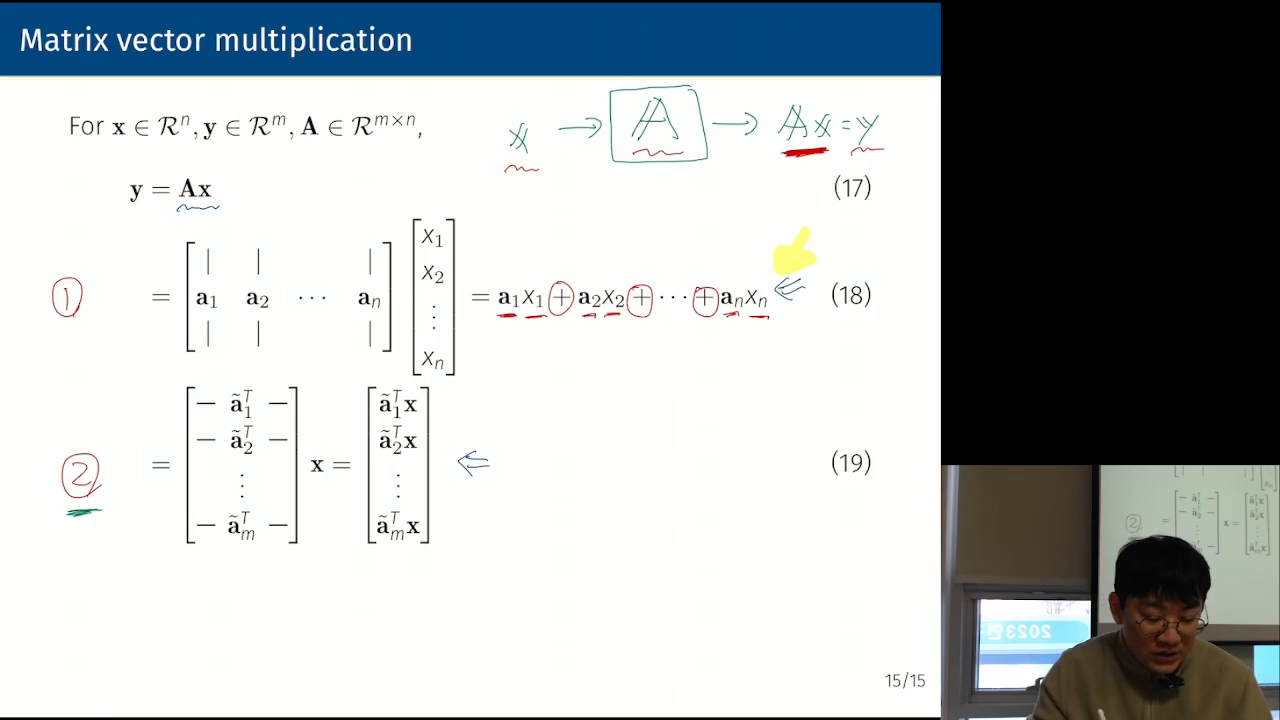 Matrix vector multiplication
For x ∈ ℛⁿ, y ∈ ℛᵐ, A ∈ ℛᵐˣⁿ,
x → A → Ax = y
y = Ax (17)
① = [ | | | ; a₁ a₂ ⋯ aₙ ; | | | ] [ x₁ ; x₂ ; ⋮ ; xₙ ] = a₁x₁ + a₂x₂ + ⋯ + aₙxₙ ⇐ (18)
② = [ − ã₁ᵀ − ; − ã₂ᵀ − ; ⋮ ; − ãₘᵀ − ] x = [ ã₁ᵀx ; ã₂ᵀx ; ⋮ ; ãₘᵀx ] ⇐ (19)
15/15
2023